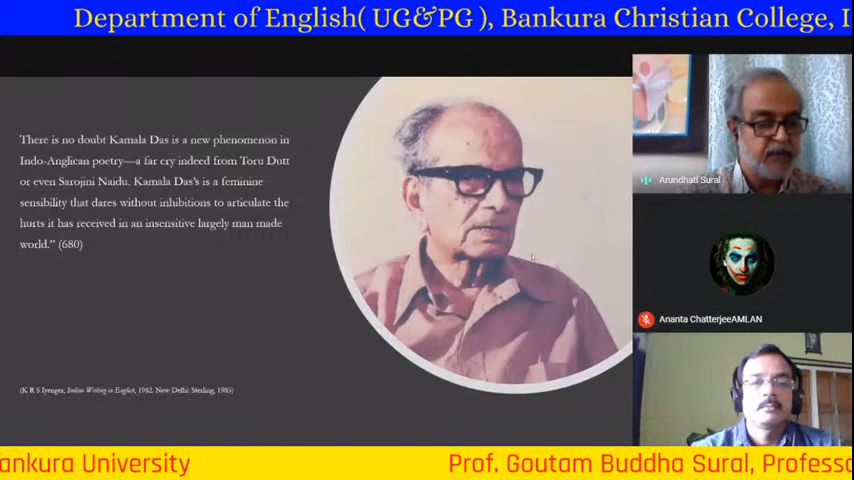 Department of English( UG&PG ), Bankura Christian College, I
There is no doubt Kamala Das is a new phenomenon in
Indo-Anglican poetry—a far cry indeed from Toru Dutt
or even Sarojini Naidu. Kamala Das's is a feminine
sensibility that dares without inhibitions to articulate the
hurts it has received in an insensitive largely man made
world.” (680)
(K R S Iyenger, Indian Writing in English, 1962. New Delhi: Sterling, 1985)
Arundhati Sural
Ananta ChatterjeeAMLAN
ankura University
Prof. Goutam Buddha Sural, Professo